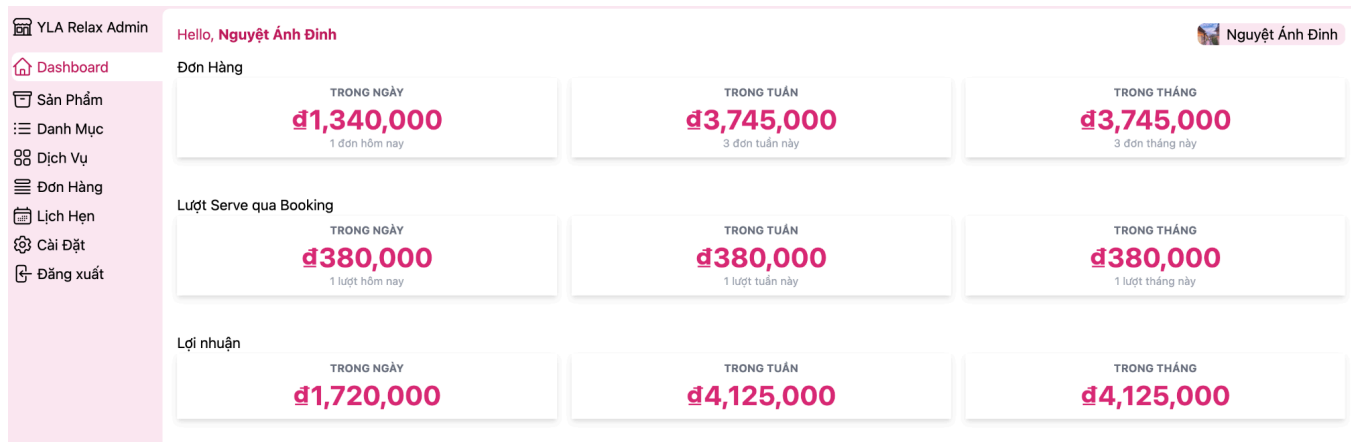 YLA Relax Admin
Dashboard
Sản Phẩm
Danh Mục
Dịch Vụ
Đơn Hàng
Lịch Hẹn
Cài Đặt
Đăng xuất
Hello, Nguyệt Ánh Đinh
Nguyệt Ánh Đinh
Đơn Hàng
TRONG NGÀY
₫1,340,000
1 đơn hôm nay
TRONG TUẦN
₫3,745,000
3 đơn tuần này
TRONG THÁNG
₫3,745,000
3 đơn tháng này
Lượt Serve qua Booking
TRONG NGÀY
₫380,000
1 lượt hôm nay
TRONG TUẦN
₫380,000
1 lượt tuần này
TRONG THÁNG
₫380,000
1 lượt tháng này
Lợi nhuận
TRONG NGÀY
₫1,720,000
TRONG TUẦN
₫4,125,000
TRONG THÁNG
₫4,125,000